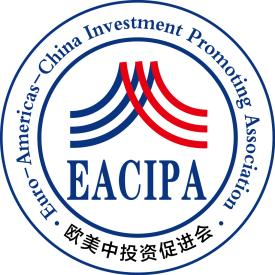 Euro-Americas-China Investment Promoting Association
EACIPA
欧美中投资促进会